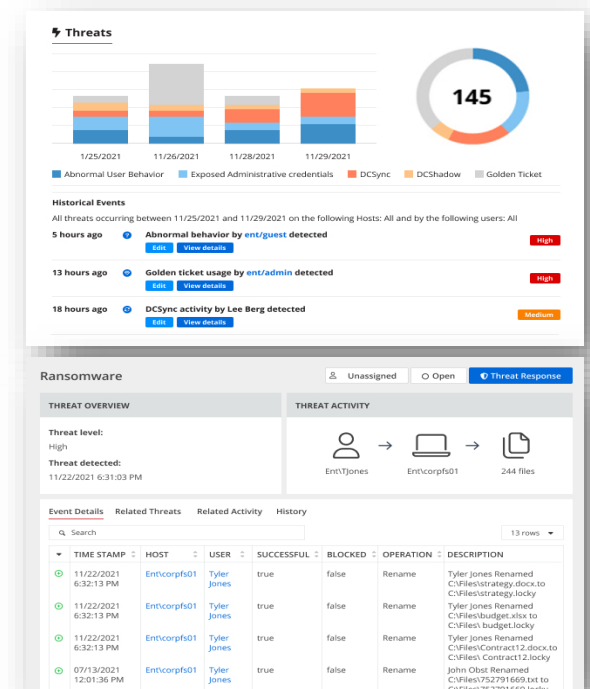 Threats
145
1/25/2021 11/26/2021 11/28/2021 11/29/2021
Abnormal User Behavior Exposed Administrative credentials DCSync DCShadow Golden Ticket
Historical Events
All threats occurring between 11/25/2021 and 11/29/2021 on the following Hosts: All and by the following users: All
5 hours ago Abnormal behavior by ent/guest detected High
Edit View details
13 hours ago Golden ticket usage by ent/admin detected High
Edit View details
18 hours ago DCSync activity by Lee Berg detected Medium
Edit View details
Ransomware Unassigned Open Threat Response
THREAT OVERVIEW THREAT ACTIVITY
Threat level:
High
Threat detected:
11/22/2021 6:31:03 PM
Ent\TJones Ent\corpfs01 244 files
Event Details Related Threats Related Activity History
Search 13 rows
TIME STAMP HOST USER SUCCESSFUL BLOCKED OPERATION DESCRIPTION
11/22/2021 Ent\corpfs01 Tyler true false Rename Tyler Jones Renamed
6:32:13 PM Jones C:\Files\strategy.docx.to
C:\Files\strategy.locky
11/22/2021 Ent\corpfs01 Tyler true false Rename Tyler Jones Renamed
6:32:13 PM Jones C:\Files\budget.xlsx to
C:\Files\ budget.locky
11/22/2021 Ent\corpfs01 Tyler true false Rename Tyler Jones Renamed
6:32:13 PM Jones C:\Files\Contract12.docx.to
C:\Files\ Contract12.locky
07/13/2021 Ent\corpfs01 Tyler true false Rename John Obst Renamed
12:01:36 PM Jones C:\Files\752791669.txt to